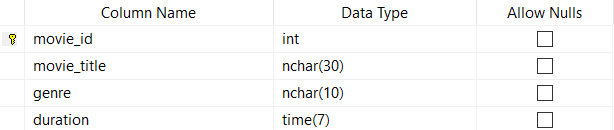 Column Name Data Type Allow Nulls
movie_id int
movie_title nchar(30)
genre nchar(10)
duration time(7)